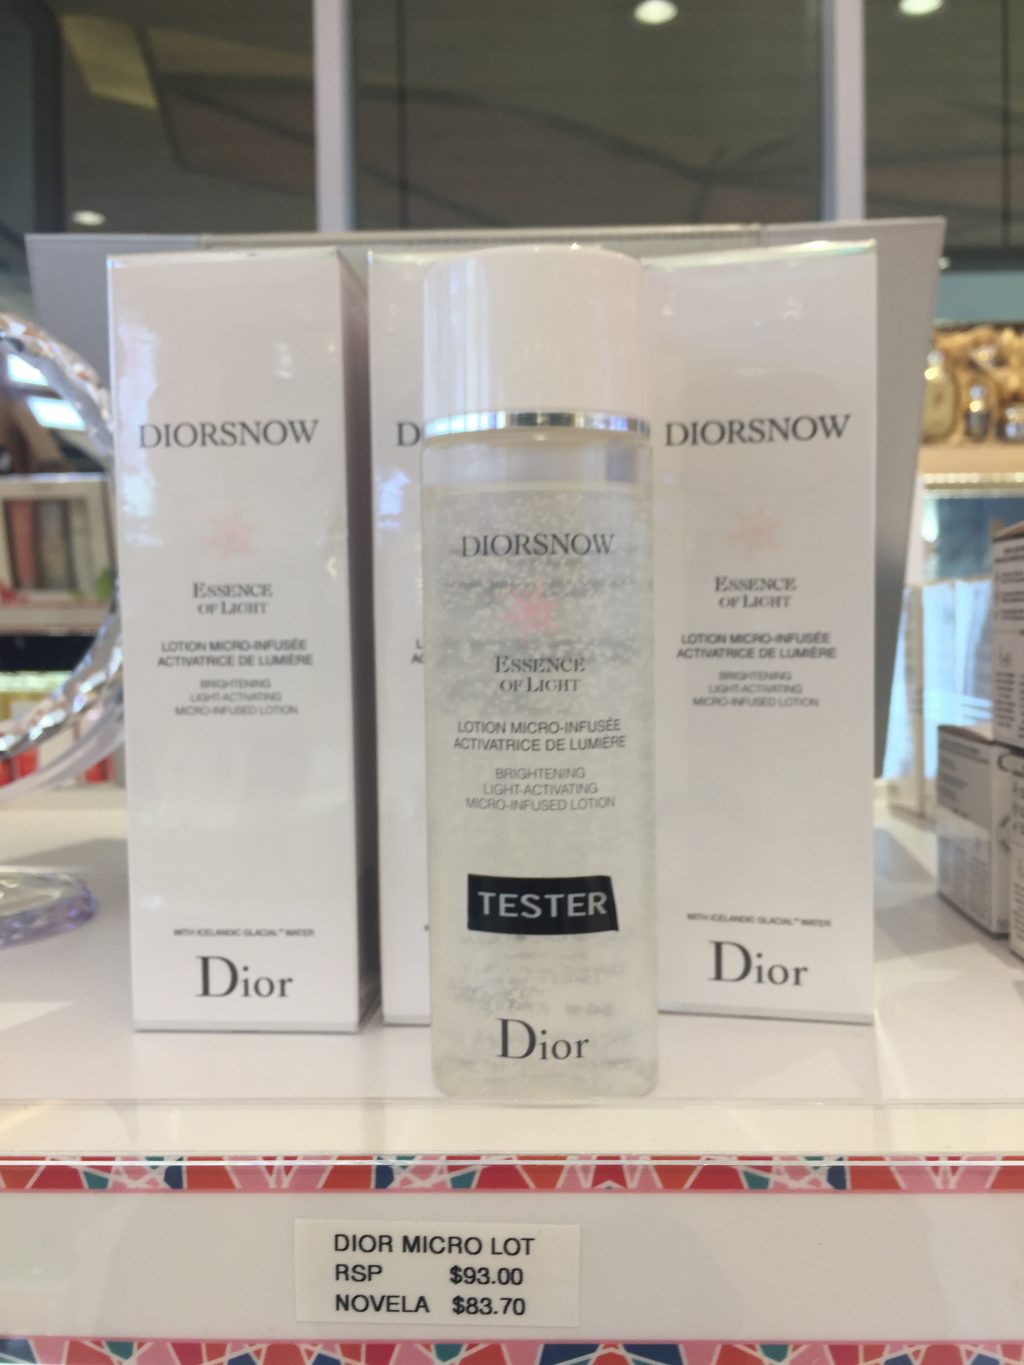 DIORSNOW
ESSENCE
OF LIGHT
LOTION MICRO-INFUSÉE
ACTIVATRICE DE LUMIÈRE
BRIGHTENING
LIGHT-ACTIVATING
MICRO-INFUSED LOTION
WITH ICELANDIC GLACIAL™ WATER
Dior
D
DIORSNOW
ESSENCE
OF LIGHT
LOTION MICRO-INFUSÉE
ACTIVATRICE DE LUMIÈRE
BRIGHTENING
LIGHT-ACTIVATING
MICRO-INFUSED LOTION
TESTER
Dior
DIORSNOW
ESSENCE
OF LIGHT
LOTION MICRO-INFUSÉE
ACTIVATRICE DE LUMIÈRE
BRIGHTENING
LIGHT-ACTIVATING
MICRO-INFUSED LOTION
WITH ICELANDIC GLACIAL™ WATER
Dior
DIOR MICRO LOT
RSP $93.00
NOVELA $83.70